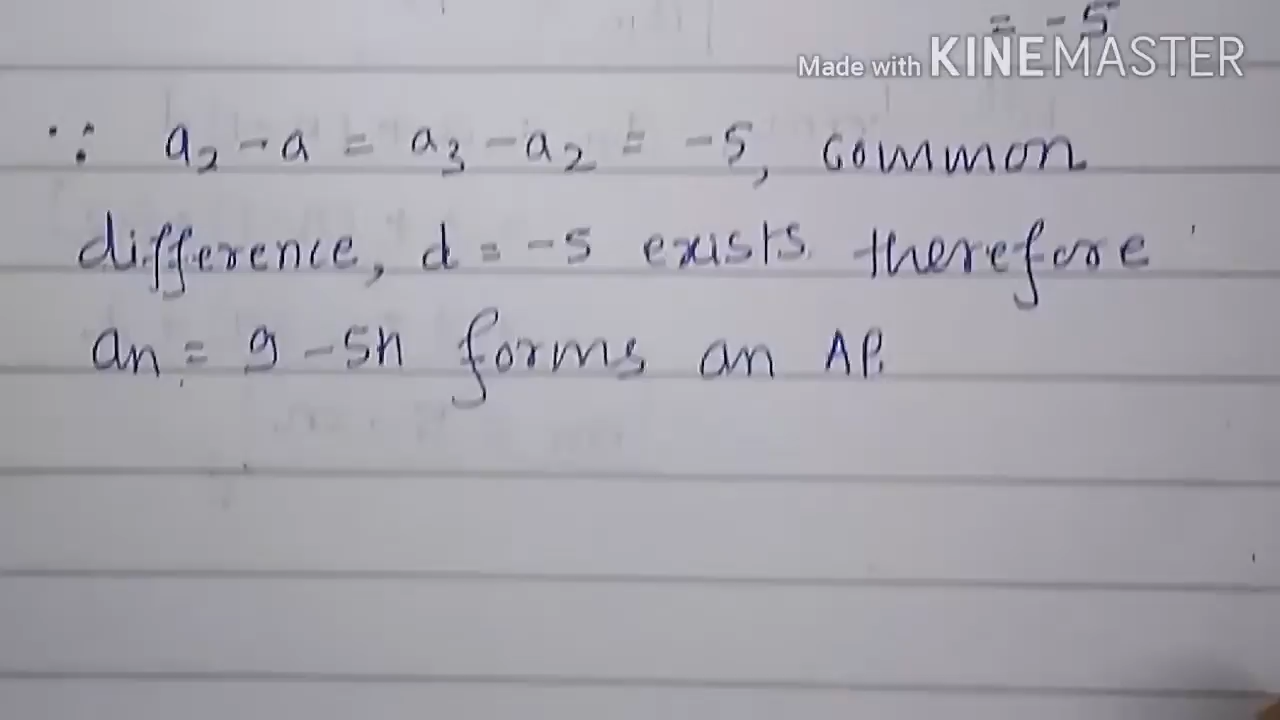 = -5
Made with KINEMASTER
∵ a₂ - a = a₃ - a₂ = -5, common
difference, d = -5 exists therefore
an = 9 - 5n forms an AP.